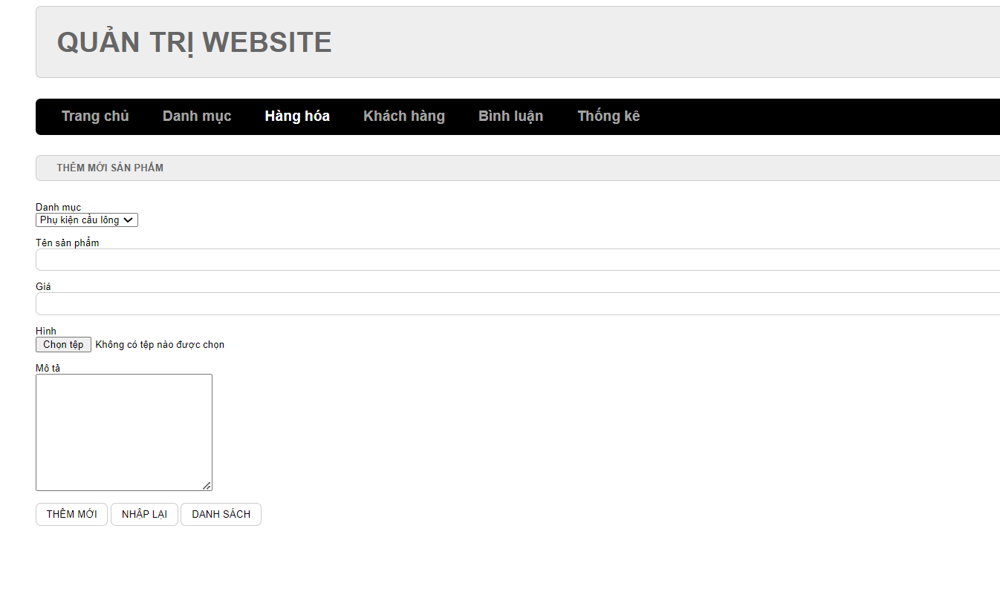 QUẢN TRỊ WEBSITE
Trang chủ Danh mục Hàng hóa Khách hàng Bình luận Thống kê
THÊM MỚI SẢN PHẨM
Danh mục
Phụ kiện cầu lông
Tên sản phẩm
Giá
Hình
Chọn tệp Không có tệp nào được chọn
Mô tả
THÊM MỚI NHẬP LẠI DANH SÁCH